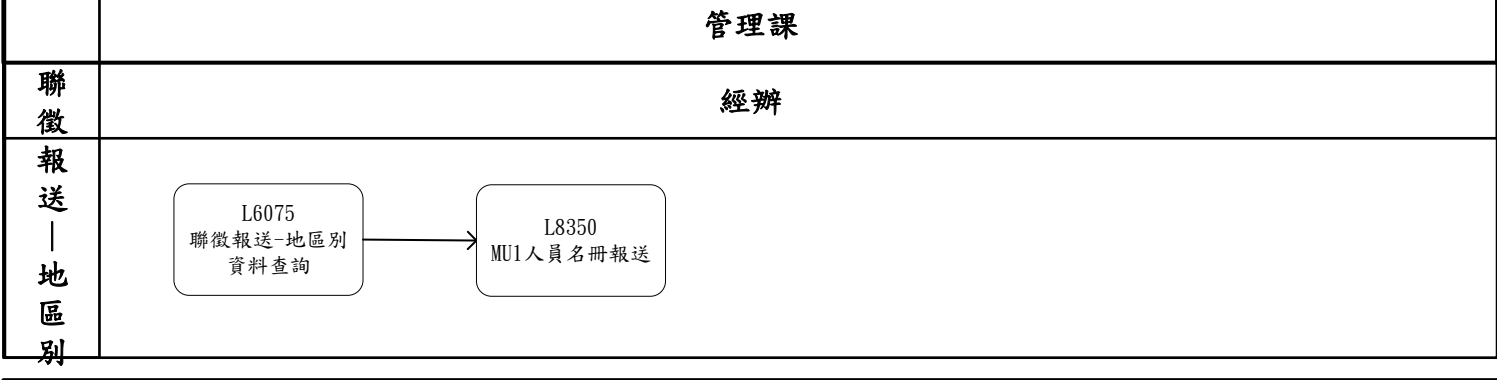 管理課
聯徵報送|地區別
經辦
L6075
聯徵報送-地區別
資料查詢
L8350
MU1人員名冊報送